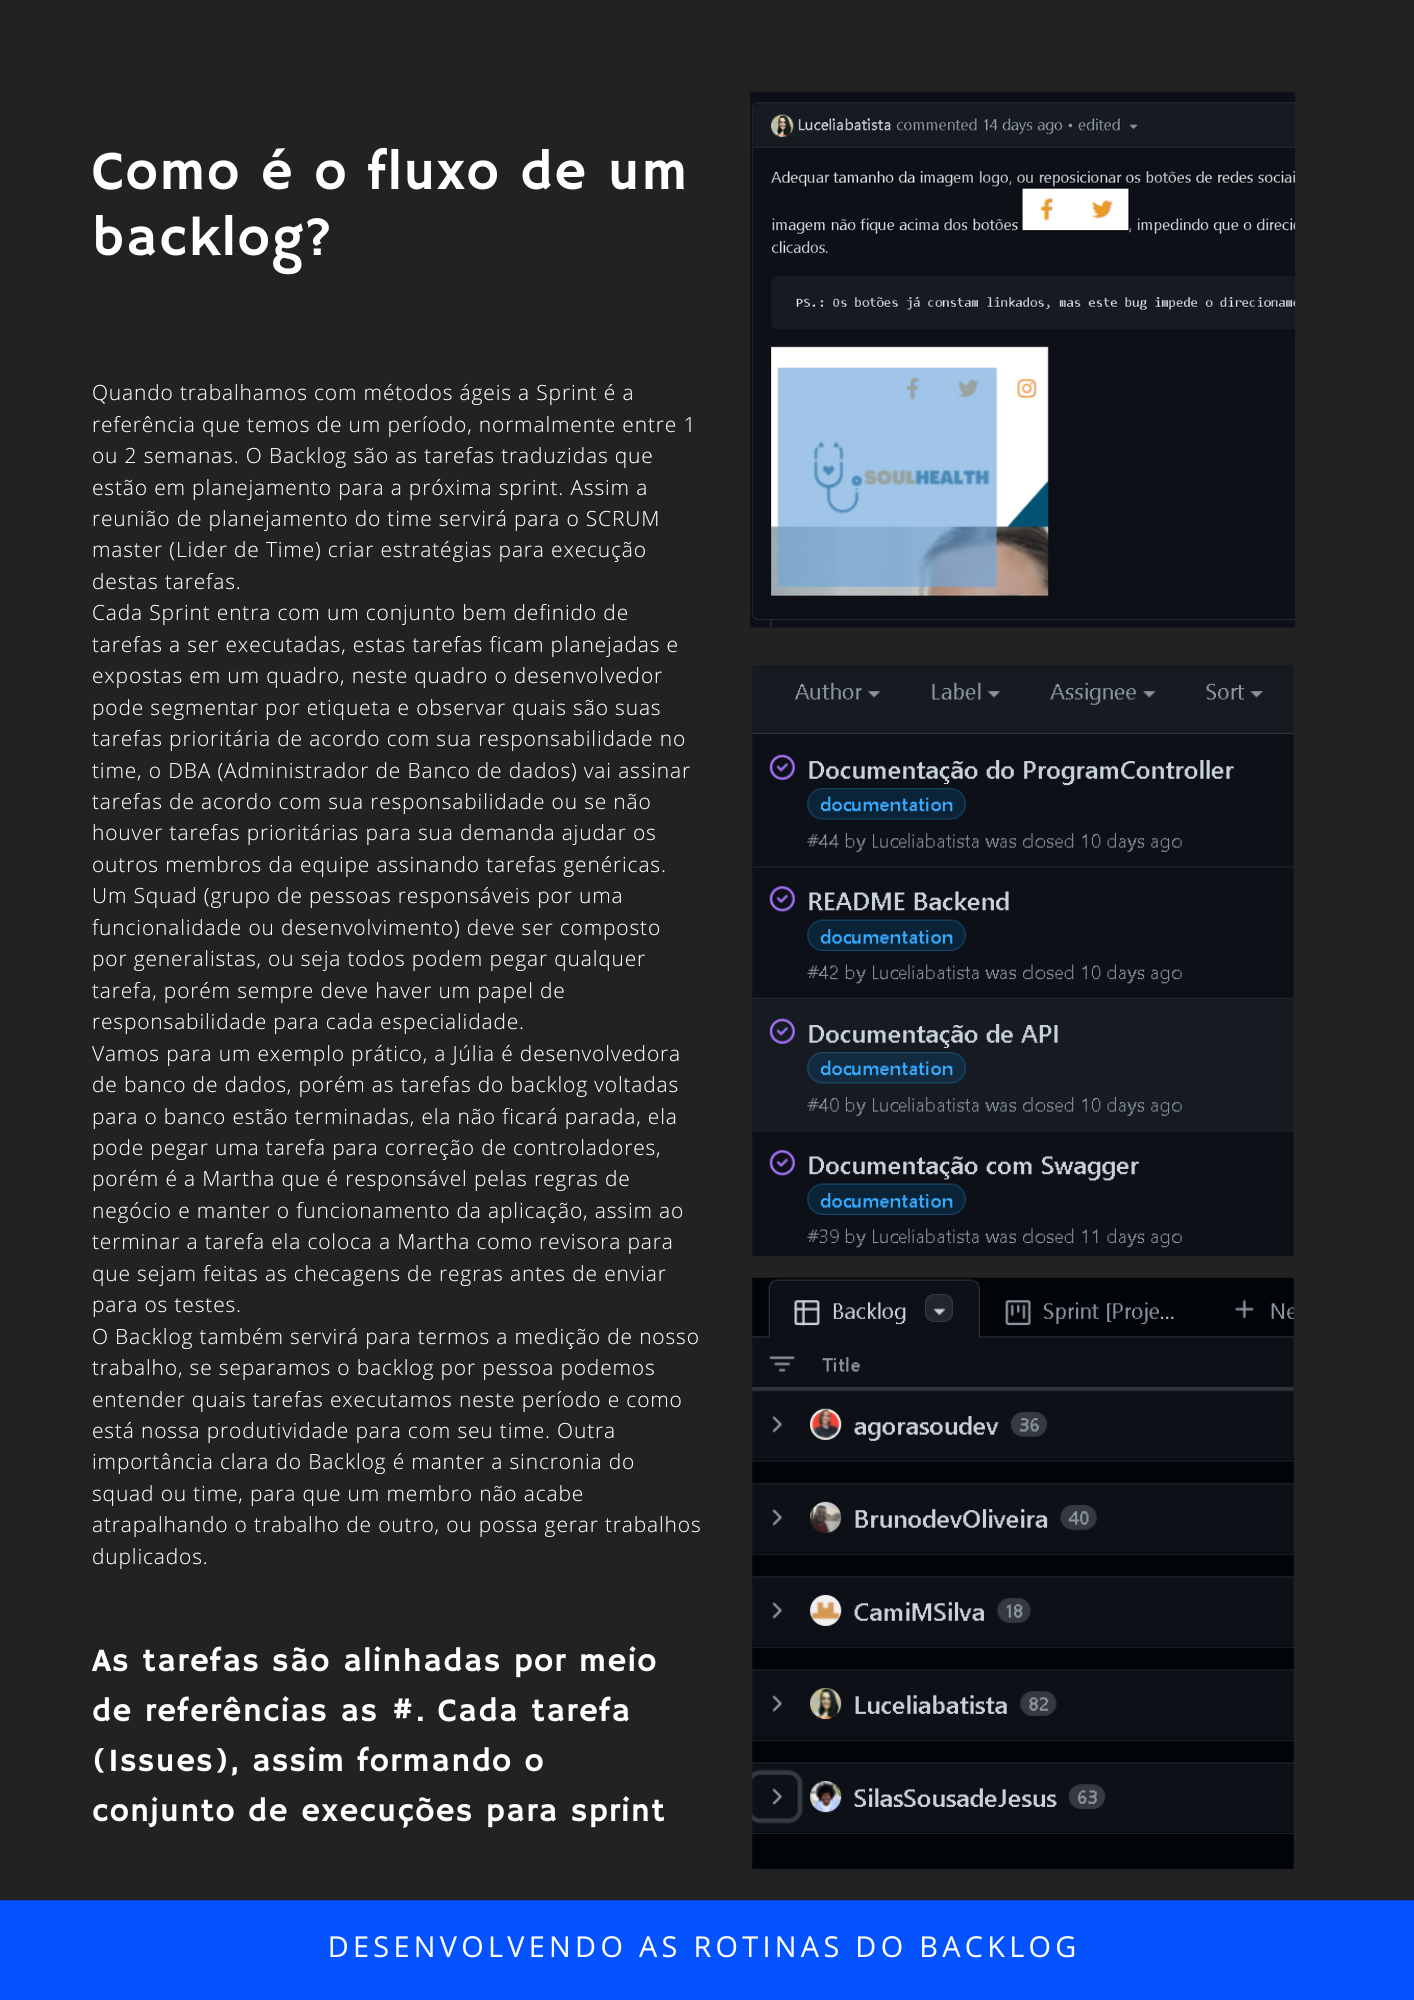 Como é o fluxo de um
backlog?
Quando trabalhamos com métodos ágeis a Sprint é a
referência que temos de um período, normalmente entre 1
ou 2 semanas. O Backlog são as tarefas traduzidas que
estão em planejamento para a próxima sprint. Assim a
reunião de planejamento do time servirá para o SCRUM
master (Lider de Time) criar estratégias para execução
destas tarefas.
Cada Sprint entra com um conjunto bem definido de
tarefas a ser executadas, estas tarefas ficam planejadas e
expostas em um quadro, neste quadro o desenvolvedor
pode segmentar por etiqueta e observar quais são suas
tarefas prioritária de acordo com sua responsabilidade no
time, o DBA (Administrador de Banco de dados) vai assinar
tarefas de acordo com sua responsabilidade ou se não
houver tarefas prioritárias para sua demanda ajudar os
outros membros da equipe assinando tarefas genéricas.
Um Squad (grupo de pessoas responsáveis por uma
funcionalidade ou desenvolvimento) deve ser composto
por generalistas, ou seja todos podem pegar qualquer
tarefa, porém sempre deve haver um papel de
responsabilidade para cada especialidade.
Vamos para um exemplo prático, a Júlia é desenvolvedora
de banco de dados, porém as tarefas do backlog voltadas
para o banco estão terminadas, ela não ficará parada, ela
pode pegar uma tarefa para correção de controladores,
porém é a Martha que é responsável pelas regras de
negócio e manter o funcionamento da aplicação, assim ao
terminar a tarefa ela coloca a Martha como revisora para
que sejam feitas as checagens de regras antes de enviar
para os testes.
O Backlog também servirá para termos a medição de nosso
trabalho, se separamos o backlog por pessoa podemos
entender quais tarefas executamos neste período e como
está nossa produtividade para com seu time. Outra
importância clara do Backlog é manter a sincronia do
squad ou time, para que um membro não acabe
atrapalhando o trabalho de outro, ou possa gerar trabalhos
duplicados.
As tarefas são alinhadas por meio
de referências as #. Cada tarefa
(Issues), assim formando o
conjunto de execuções para sprint
Luceliabatista commented 14 days ago • edited
Adequar tamanho da imagem logo, ou reposicionar os botões de redes sociai
imagem não fique acima dos botões , impedindo que o direci
clicados.
PS.: Os botões já constam linkados, mas este bug impede o direcionam
SOULHEALTH
Author Label Assignee Sort
Documentação do ProgramController
documentation
#44 by Luceliabatista was closed 10 days ago
README Backend
documentation
#42 by Luceliabatista was closed 10 days ago
Documentação de API
documentation
#40 by Luceliabatista was closed 10 days ago
Documentação com Swagger
documentation
#39 by Luceliabatista was closed 11 days ago
Backlog Sprint [Proje... + Ne
Title
agorasoudev 36
BrunodevOliveira 40
CamiMSilva 18
Luceliabatista 82
SilasSousadeJesus 63
DESENVOLVENDO AS ROTINAS DO BACKLOG